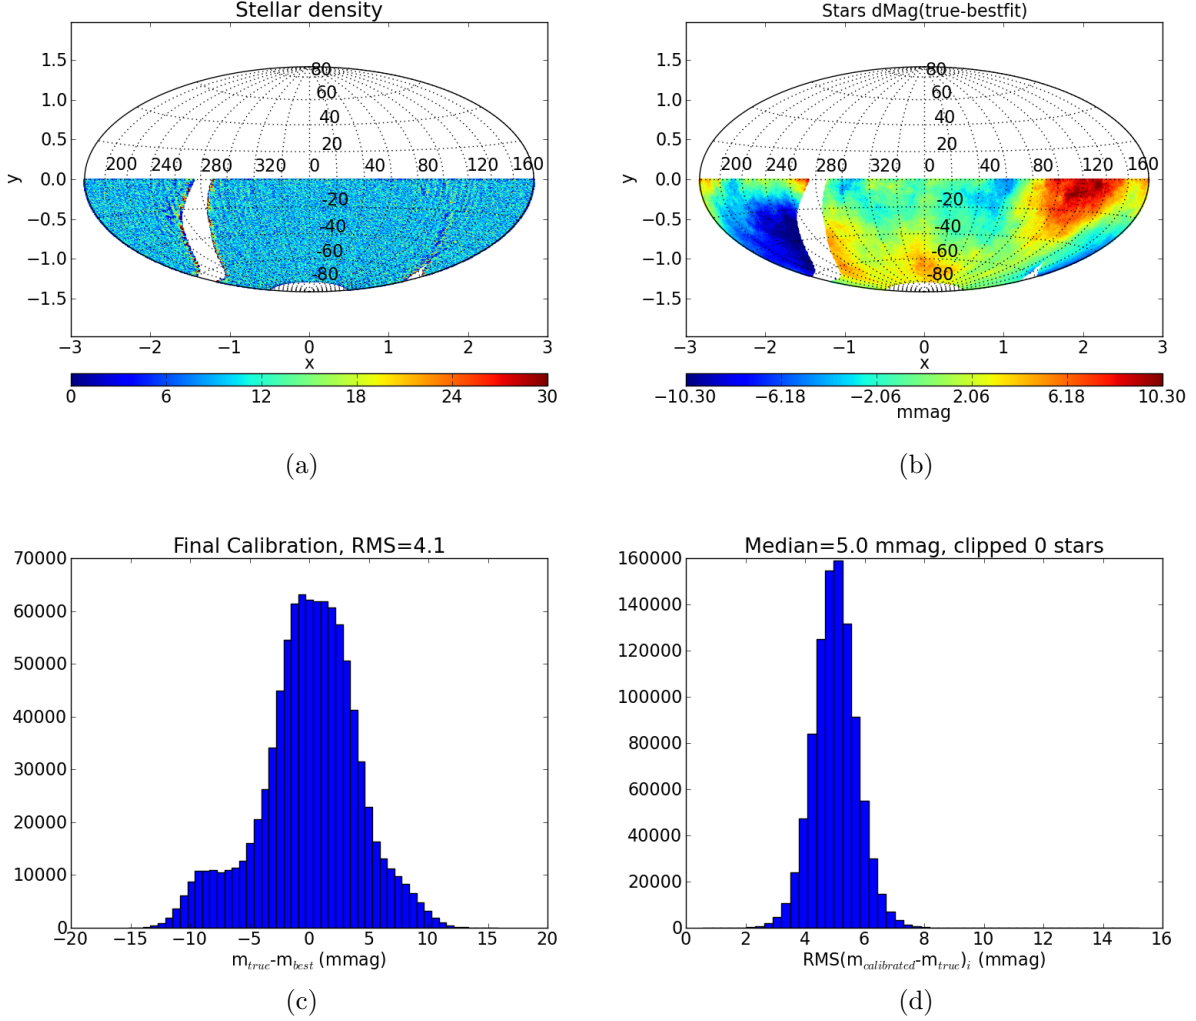 Stellar density
1.5
1.0
0.5
0.0
−0.5
−1.0
−1.5
y
80
60
40
20
200 240 280 320 0 40 80 120 160
-20
-40
-60
-80
−3 −2 −1 0 1 2 3
x
0 6 12 18 24 30
(a)
Stars dMag(true-bestfit)
1.5
1.0
0.5
0.0
−0.5
−1.0
−1.5
y
80
60
40
20
200 240 280 320 0 40 80 120 160
-20
-40
-60
-80
−3 −2 −1 0 1 2 3
x
−10.30 −6.18 −2.06 2.06 6.18 10.30
mmag
(b)
Final Calibration, RMS=4.1
70000
60000
50000
40000
30000
20000
10000
0
−20 −15 −10 −5 0 5 10 15 20
m_true-m_best (mmag)
(c)
Median=5.0 mmag, clipped 0 stars
160000
140000
120000
100000
80000
60000
40000
20000
0
0 2 4 6 8 10 12 14 16
RMS(m_calibrated-m_true)_i (mmag)
(d)